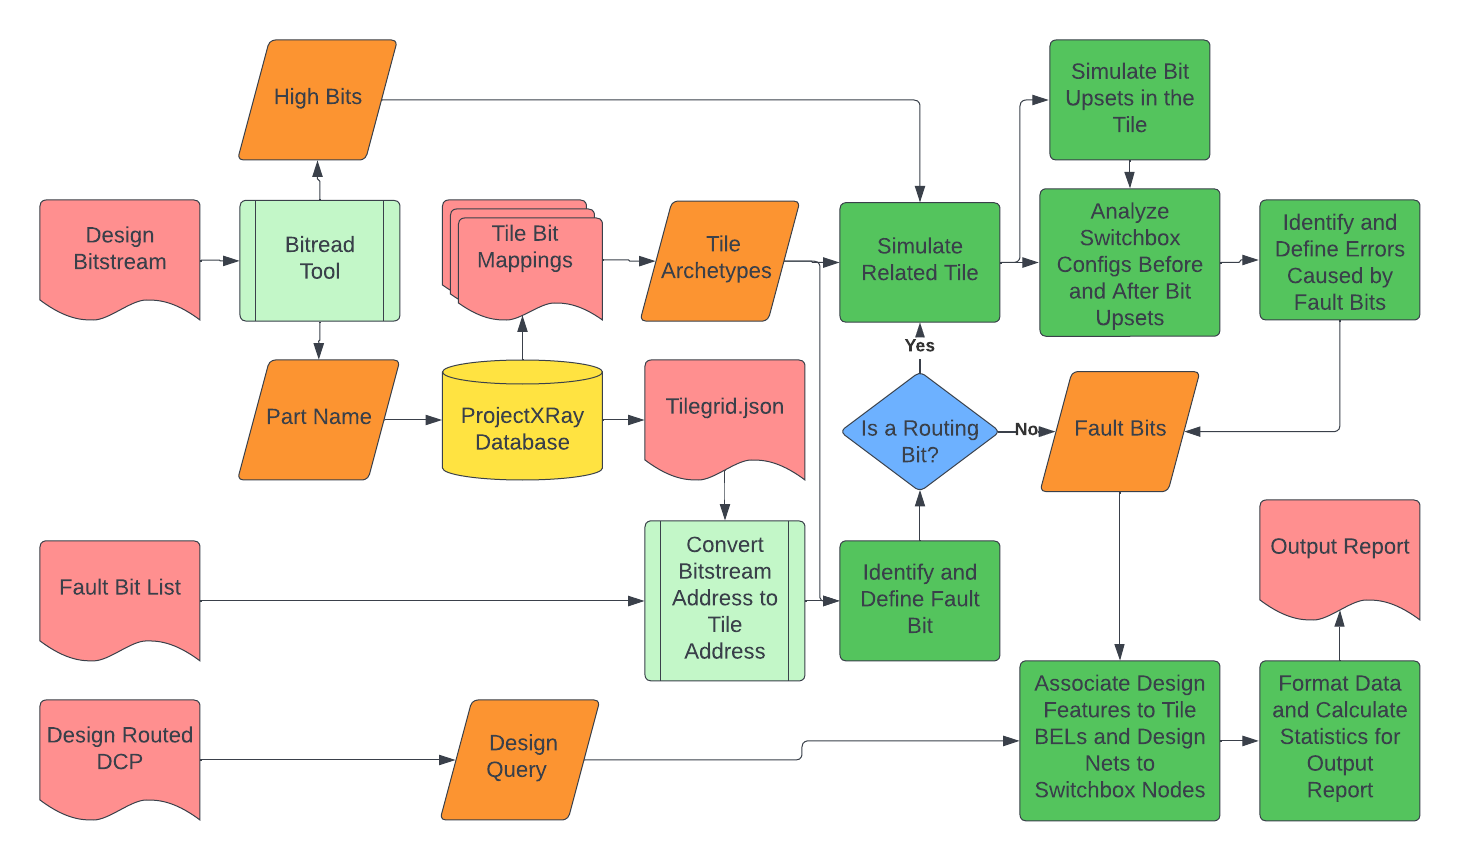 High Bits
Simulate Bit
Upsets in the
Tile
Design
Bitstream
Bitread
Tool
Tile Bit
Mappings
Tile
Archetypes
Simulate
Related Tile
Analyze
Switchbox
Configs Before
and After Bit
Upsets
Identify and
Define Errors
Caused by
Fault Bits
Yes
Part Name
ProjectXRay
Database
Tilegrid.json
Is a Routing
Bit?
No
Fault Bits
Fault Bit List
Convert
Bitstream
Address to
Tile
Address
Identify and
Define Fault
Bit
Output Report
Design Routed
DCP
Design
Query
Associate Design
Features to Tile
BELs and Design
Nets to
Switchbox Nodes
Format Data
and Calculate
Statistics for
Output
Report